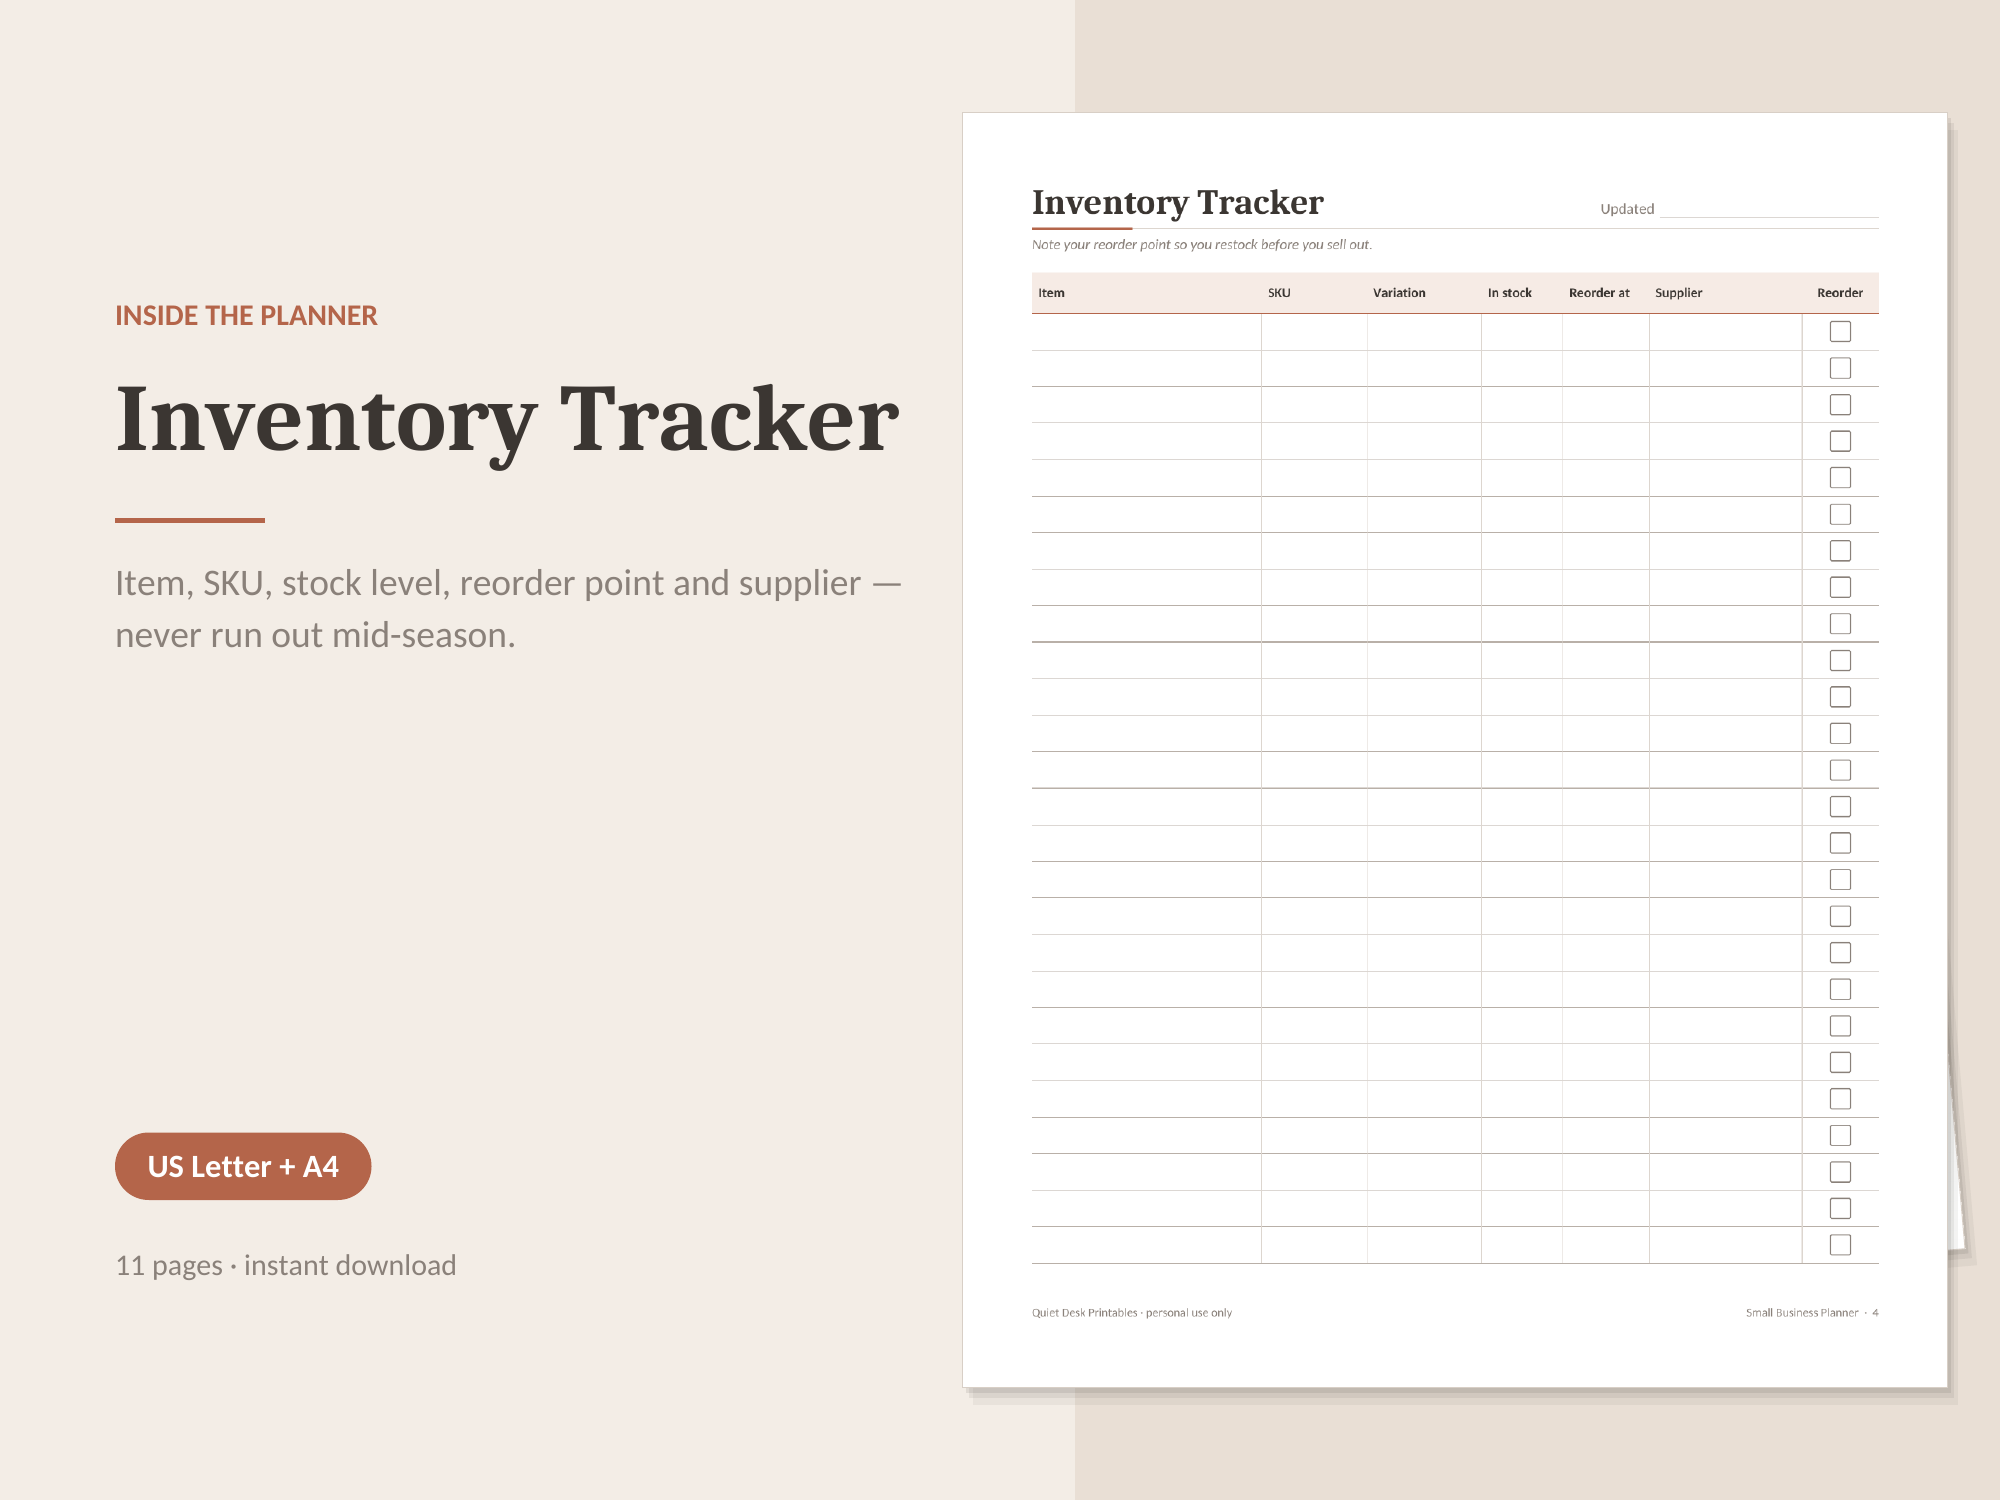 INSIDE THE PLANNER
Inventory Tracker
Item, SKU, stock level, reorder point and supplier —
never run out mid-season.
US Letter + A4
11 pages · instant download
Inventory Tracker
Updated
Note your reorder point so you restock before you sell out.
Item SKU Variation In stock Reorder at Supplier Reorder
Quiet Desk Printables · personal use only
Small Business Planner · 4